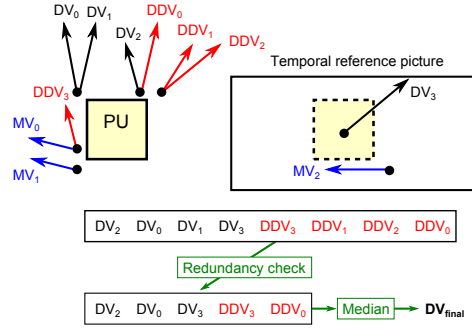 DV0 DV1 DDV0
DV2 DDV1
DDV2
Temporal reference picture
DDV3
PU
DV3
MV0
MV1
MV2
DV2 DV0 DV1 DV3 DDV3 DDV1 DDV2 DDV0
Redundancy check
DV2 DV0 DV3 DDV3 DDV0
Median
DVfinal